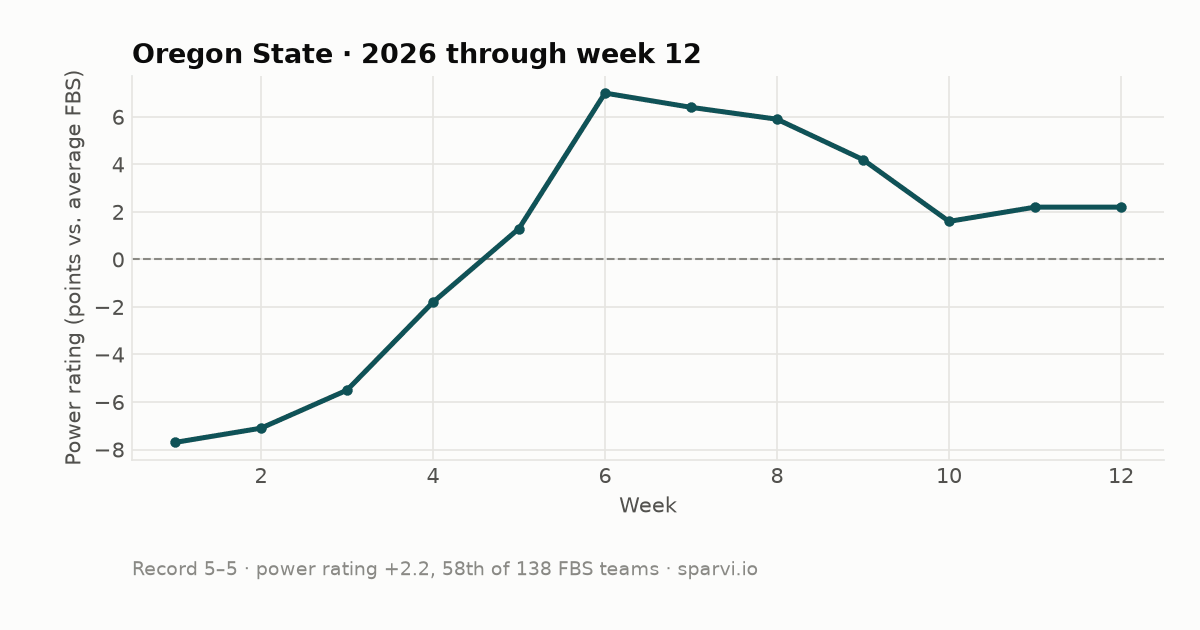 Oregon State · 2026 through week 12
Power rating (points vs. average FBS)
6
4
2
0
−2
−4
−6
−8
2 4 6 8 10 12
Week
Record 5–5 · power rating +2.2, 58th of 138 FBS teams · sparvi.io